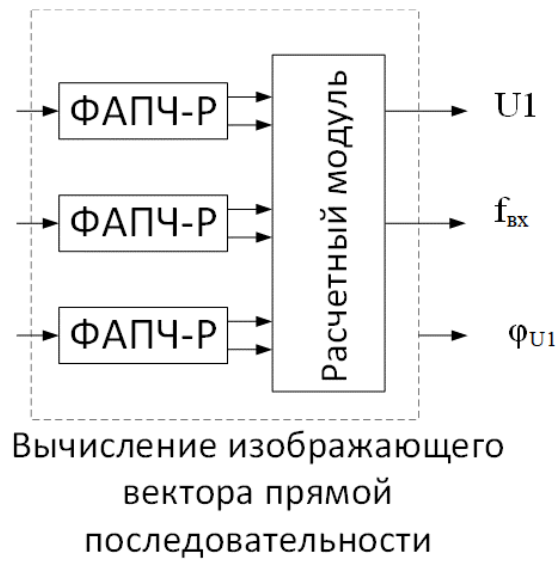 ФАПЧ-Р
ФАПЧ-Р
ФАПЧ-Р
Расчетный модуль
U1
fвх
φU1
Вычисление изображающего
вектора прямой
последовательности